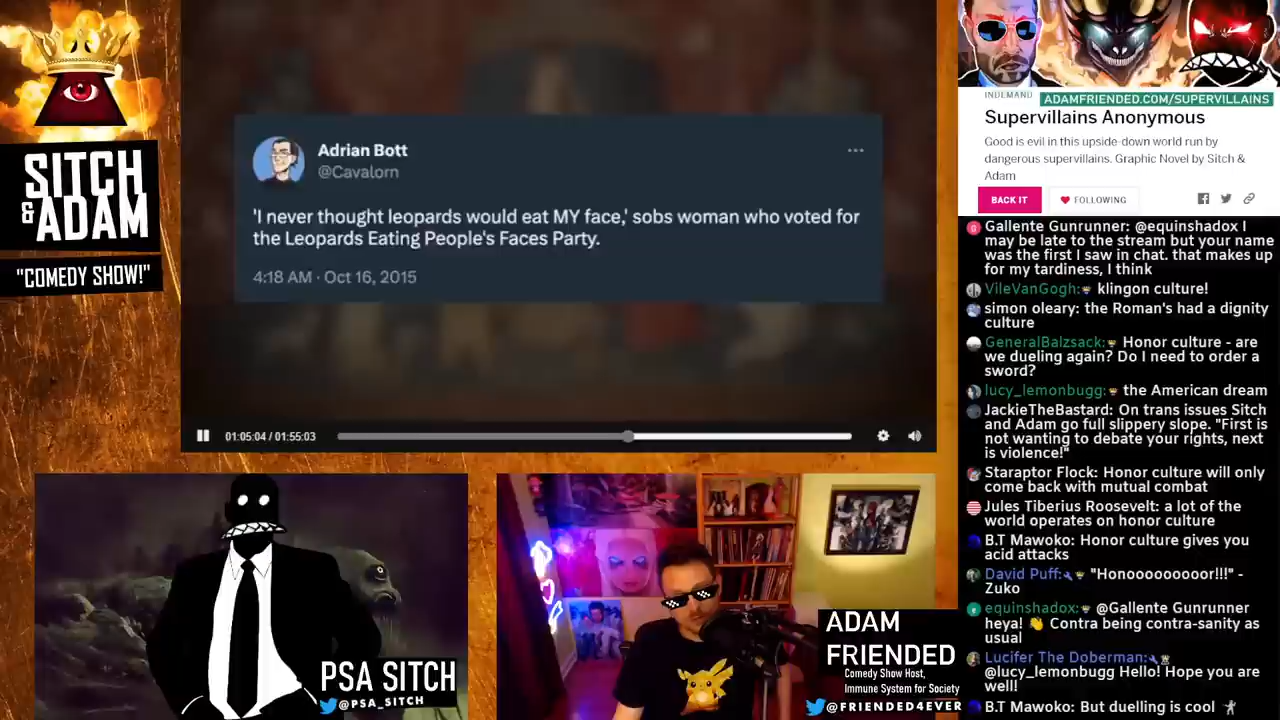 SITCH
& ADAM
"COMEDY SHOW!"
Adrian Bott
@Cavalorn
'I never thought leopards would eat MY face,' sobs woman who voted for
the Leopards Eating People's Faces Party.
4:18 AM · Oct 16, 2015
01:05:04 / 01:55:03
PSA SITCH
@PSA_SITCH
ADAM
FRIENDED
Comedy Show Host,
Immune System for Society
@FRIENDED4EVER
INDEMAND
ADAMFRIENDED.COM/SUPERVILLAINS
Supervillains Anonymous
Good is evil in this upside-down world run by
dangerous supervillains. Graphic Novel by Sitch &
Adam
BACK IT
FOLLOWING
Gallente Gunrunner: @equinshadox I
may be late to the stream but your name
was the first I saw in chat. that makes up
for my tardiness, I think
VileVanGogh: klingon culture!
simon oleary: the Roman's had a dignity
culture
GeneralBalzsack: Honor culture - are
we dueling again? Do I need to order a
sword?
lucy_lemonbugg: the American dream
JackieTheBastard: On trans issues Sitch
and Adam go full slippery slope. "First is
not wanting to debate your rights, next
is violence!"
Staraptor Flock: Honor culture will only
come back with mutual combat
Jules Tiberius Roosevelt: a lot of the
world operates on honor culture
B.T Mawoko: Honor culture gives you
acid attacks
David Puff: "Honooooooooor!!!" -
Zuko
equinshadox: @Gallente Gunrunner
heya! 👋 Contra being contra-sanity as
usual
Lucifer The Doberman:
@lucy_lemonbugg Hello! Hope you are
well!
B.T Mawoko: But duelling is cool